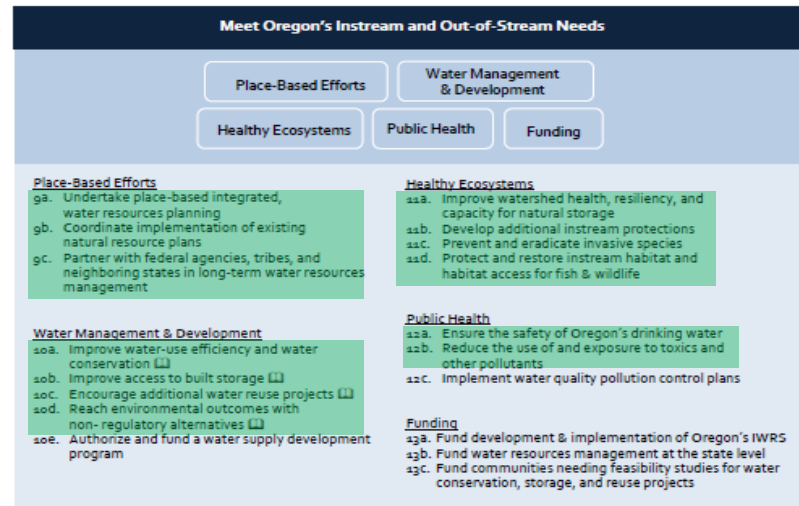 Meet Oregon's Instream and Out-of-Stream Needs
Place-Based Efforts
Water Management
& Development
Healthy Ecosystems
Public Health
Funding
Place-Based Efforts
9a. Undertake place-based integrated,
water resources planning
9b. Coordinate implementation of existing
natural resource plans
9c. Partner with federal agencies, tribes, and
neighboring states in long-term water resources
management
Water Management & Development
10a. Improve water-use efficiency and water
conservation
10b. Improve access to built storage
10c. Encourage additional water reuse projects
10d. Reach environmental outcomes with
non- regulatory alternatives
10e. Authorize and fund a water supply development
program
Healthy Ecosystems
11a. Improve watershed health, resiliency, and
capacity for natural storage
11b. Develop additional instream protections
11c. Prevent and eradicate invasive species
11d. Protect and restore instream habitat and
habitat access for fish & wildlife
Public Health
12a. Ensure the safety of Oregon's drinking water
12b. Reduce the use of and exposure to toxics and
other pollutants
12c. Implement water quality pollution control plans
Funding
13a. Fund development & implementation of Oregon's IWRS
13b. Fund water resources management at the state level
13c. Fund communities needing feasibility studies for water
conservation, storage, and reuse projects